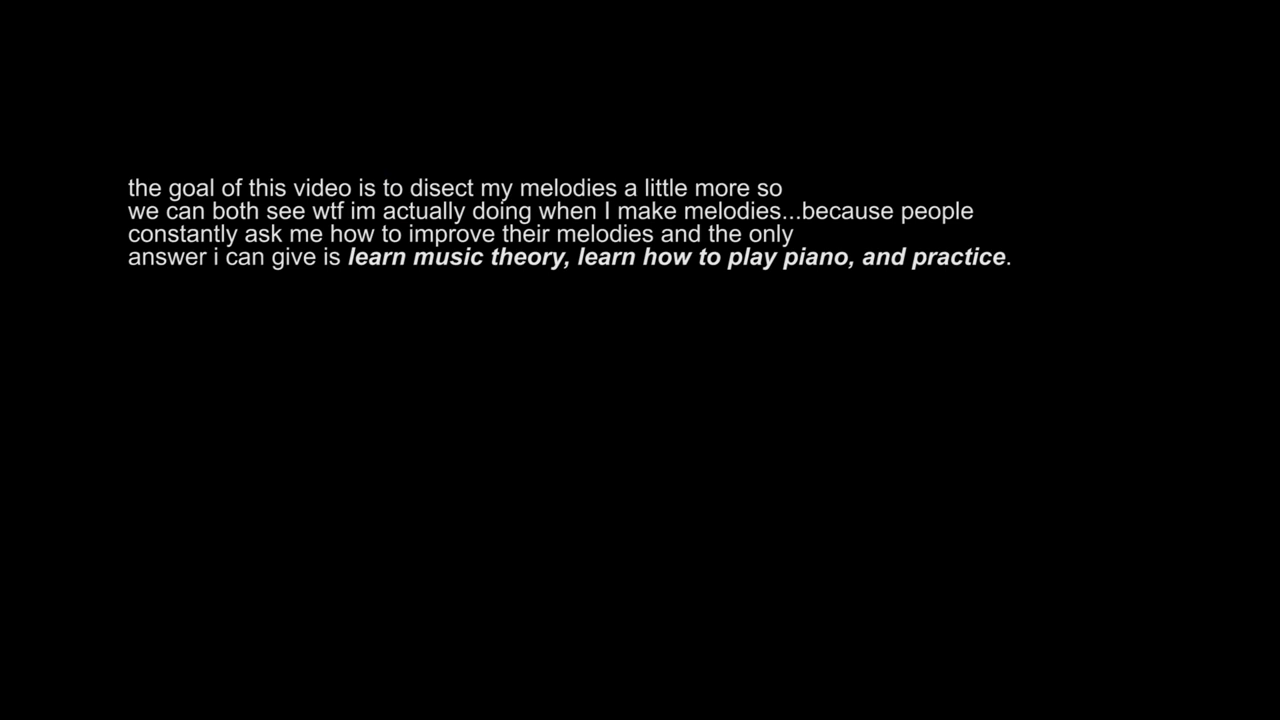 the goal of this video is to disect my melodies a little more so
we can both see wtf im actually doing when I make melodies...because people
constantly ask me how to improve their melodies and the only
answer i can give is learn music theory, learn how to play piano, and practice.